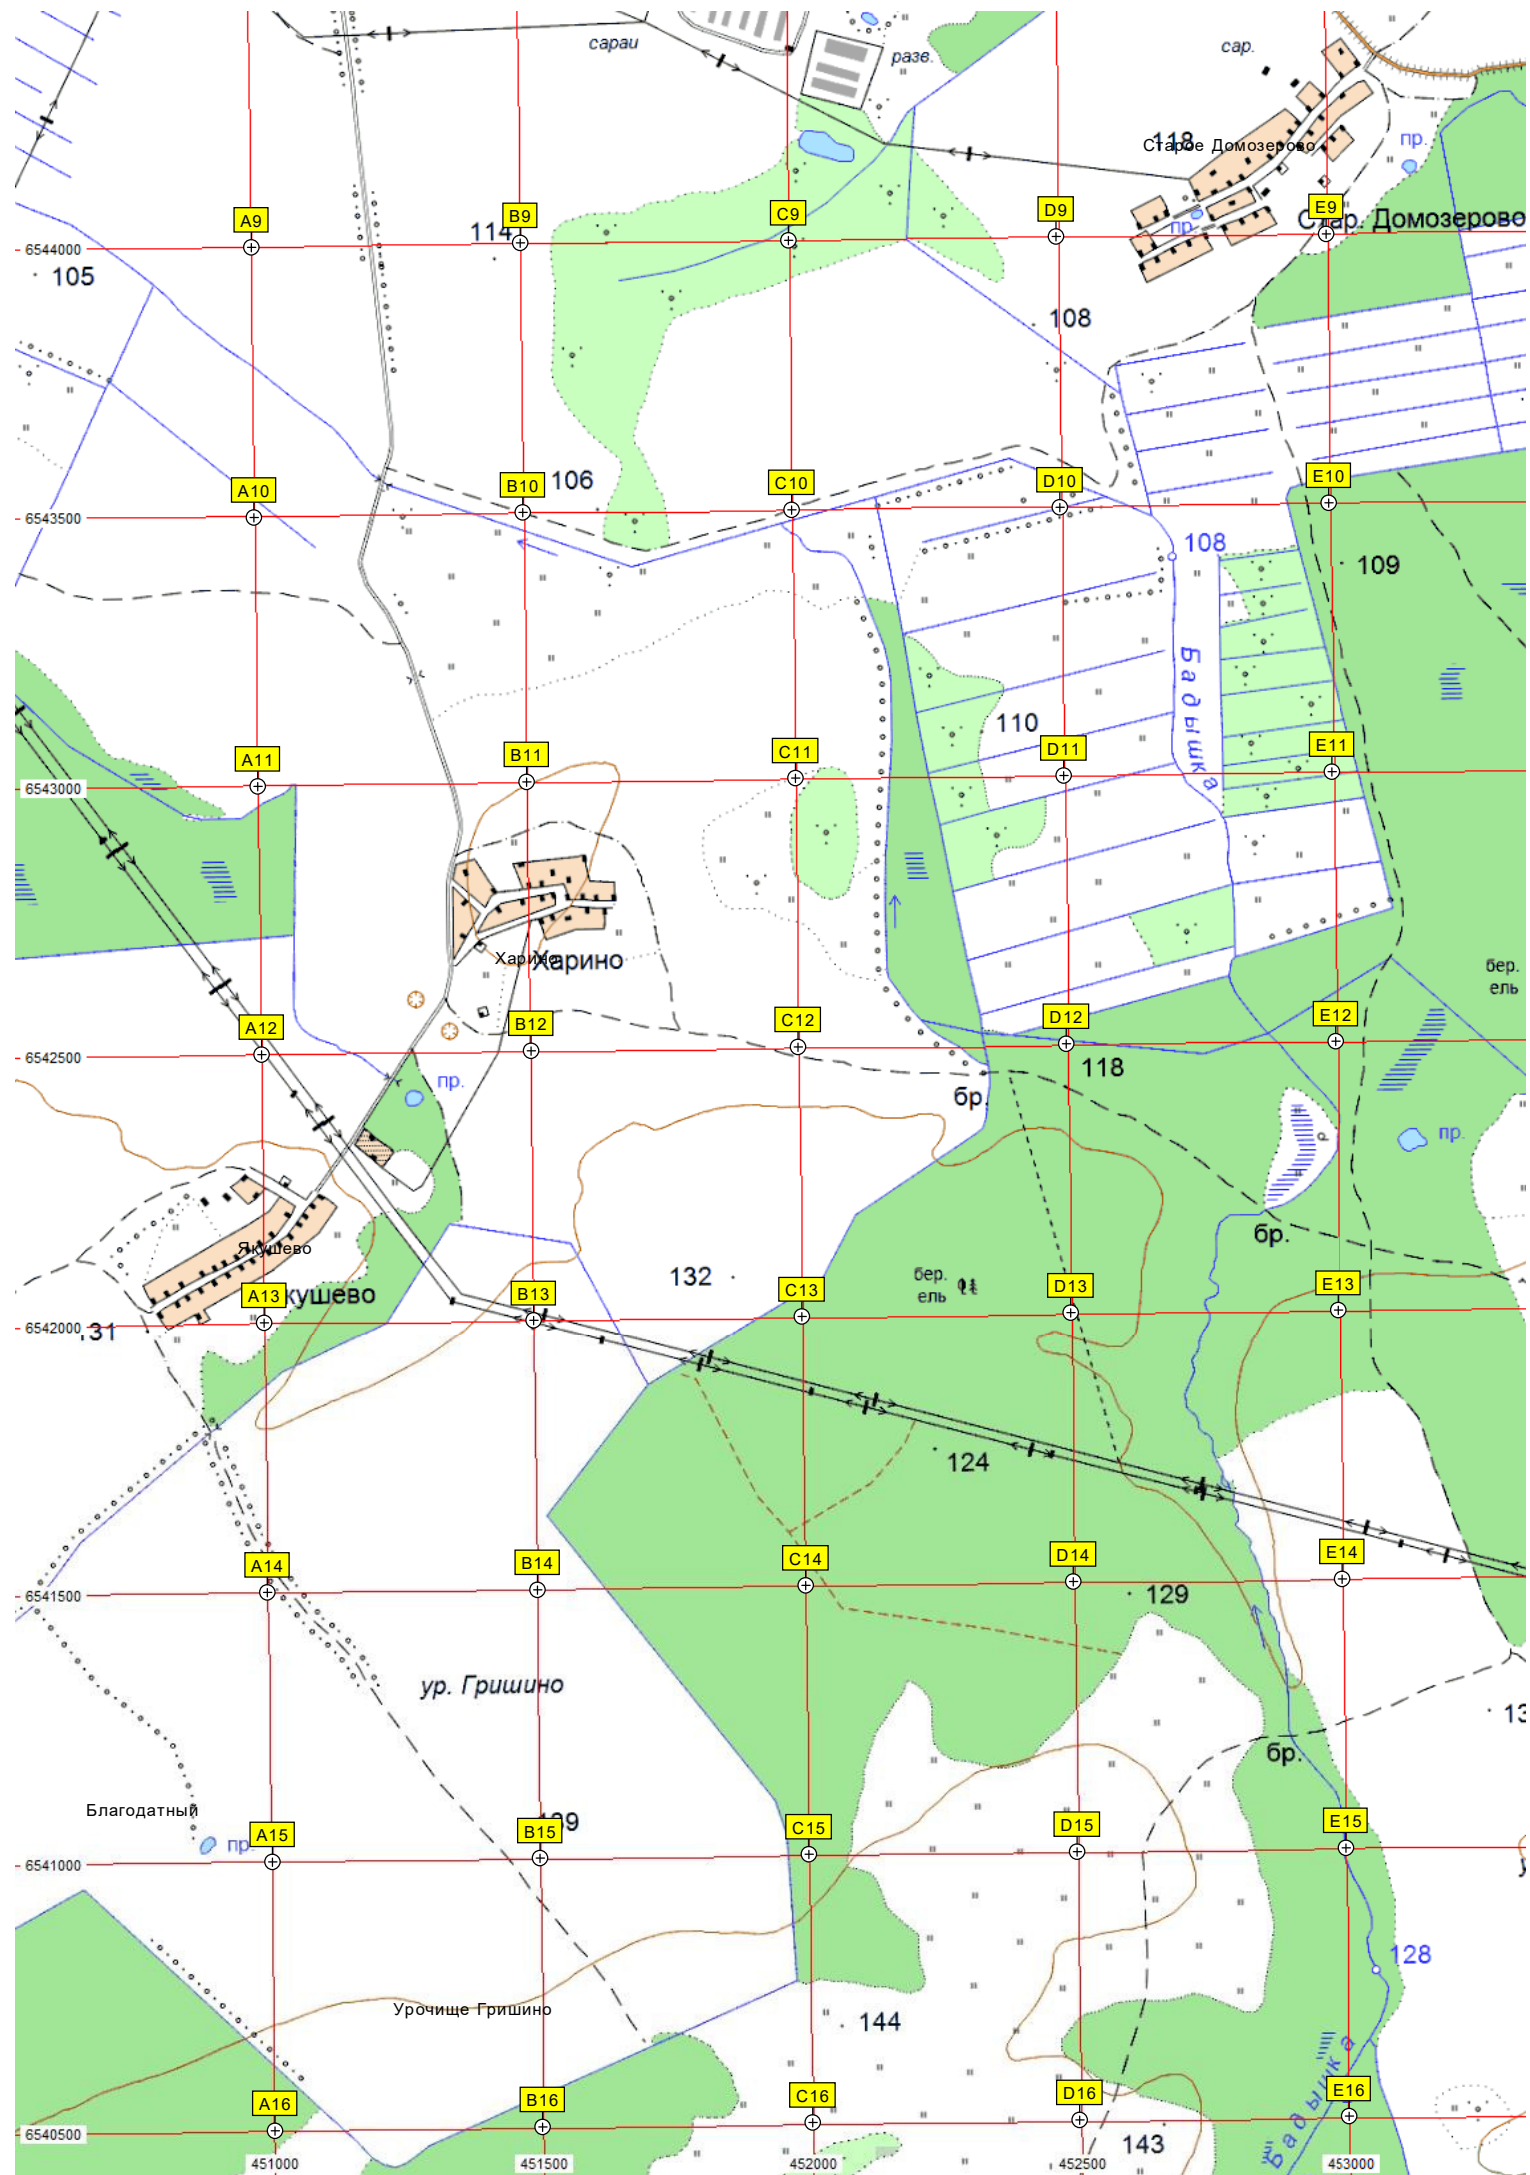 сараи
разв.
сар.
118
Старое Домозерово
пр.
A9
B9
C9
D9
E9
114
пр.
Стар. Домозерово
6544000
105
108
A10
B10
106
C10
D10
E10
6543500
108
109
Бадышка
110
A11
B11
C11
D11
E11
6543000
Харино
Харино
бер.
ель
A12
B12
C12
D12
E12
6542500
118
пр.
бр.
пр.
бр.
Якушево
132
бер.
ель
A13
кушево
B13
C13
D13
E13
6542000
131
124
A14
B14
C14
D14
E14
6541500
129
ур. Гришино
13
бр.
Благодатный
пр.
A15
B15
39
C15
D15
E15
6541000
128
Урочище Гришино
144
Бадышка
A16
B16
C16
D16
E16
6540500
143
451000
451500
452000
452500
453000